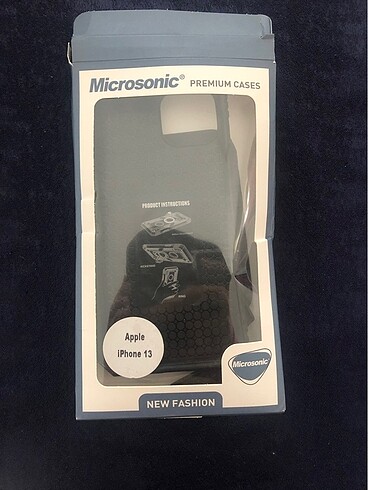 Microsonic® PREMIUM CASES
PRODUCT INSTRUCTIONS
Apple
iPhone 13
Microsonic
NEW FASHION